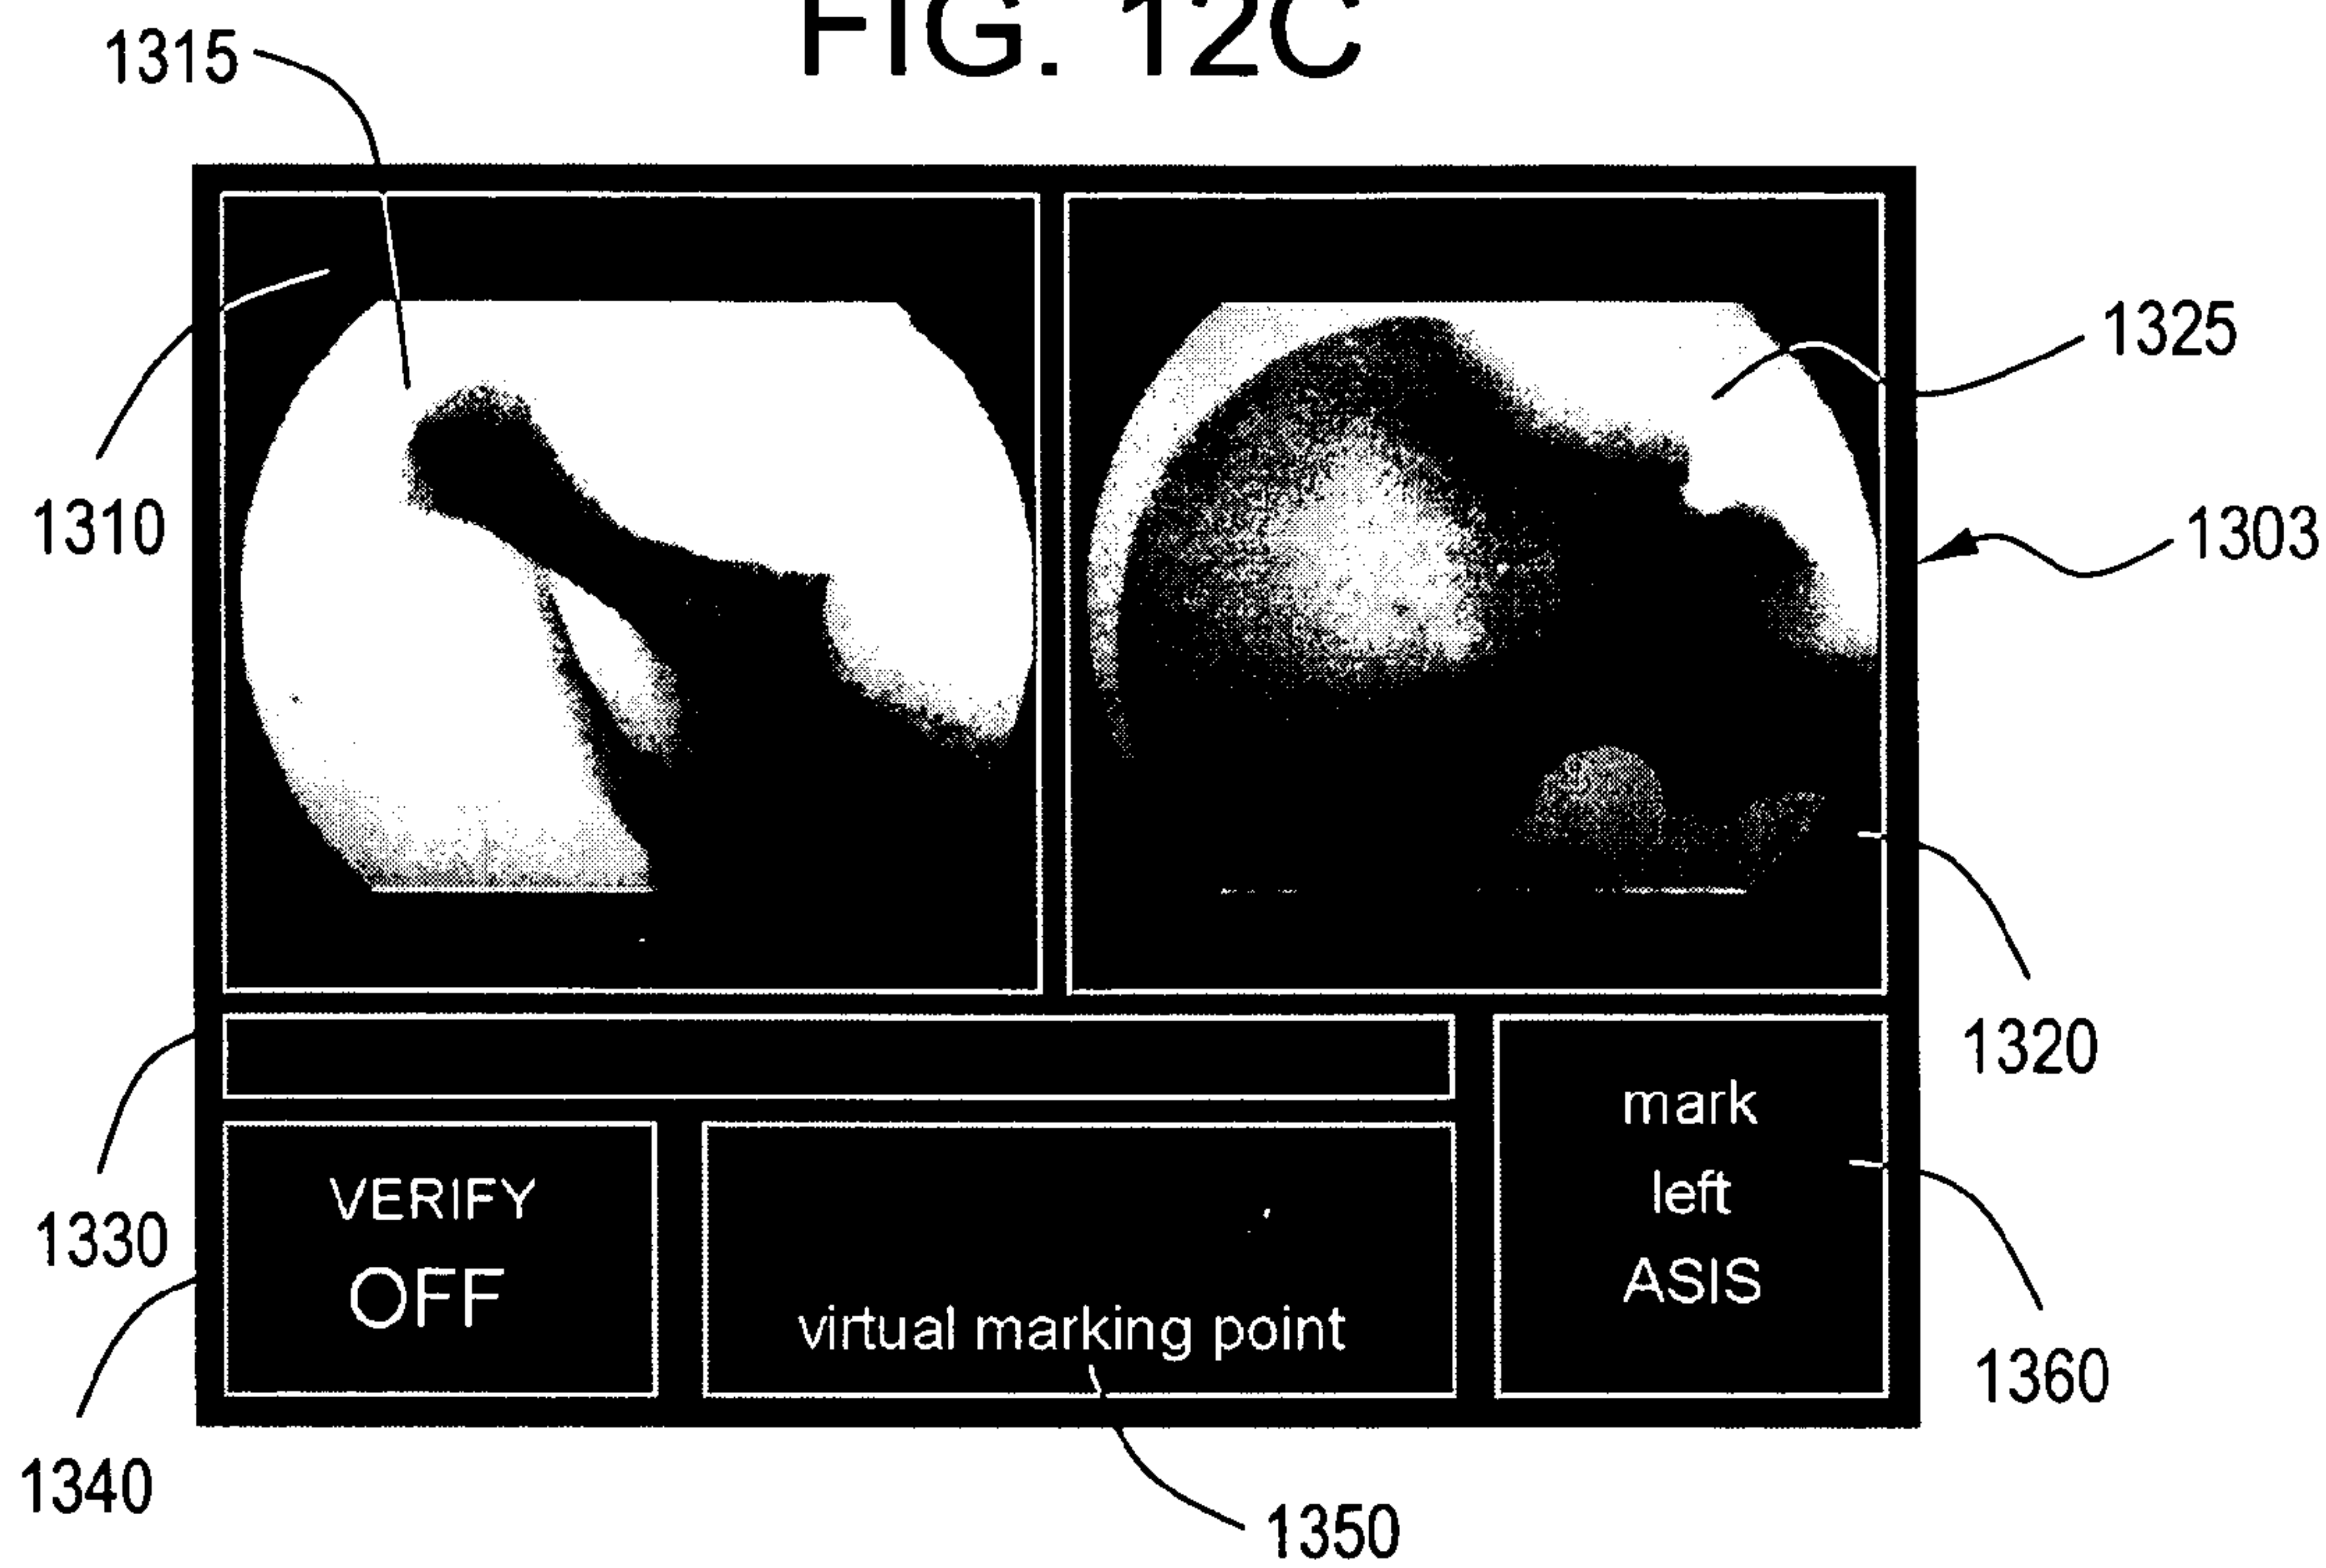 FIG. 12C
1315
1325
1303
1310
1320
1330
mark
left
ASIS
VERIFY
OFF
virtual marking point
1360
1340
1350